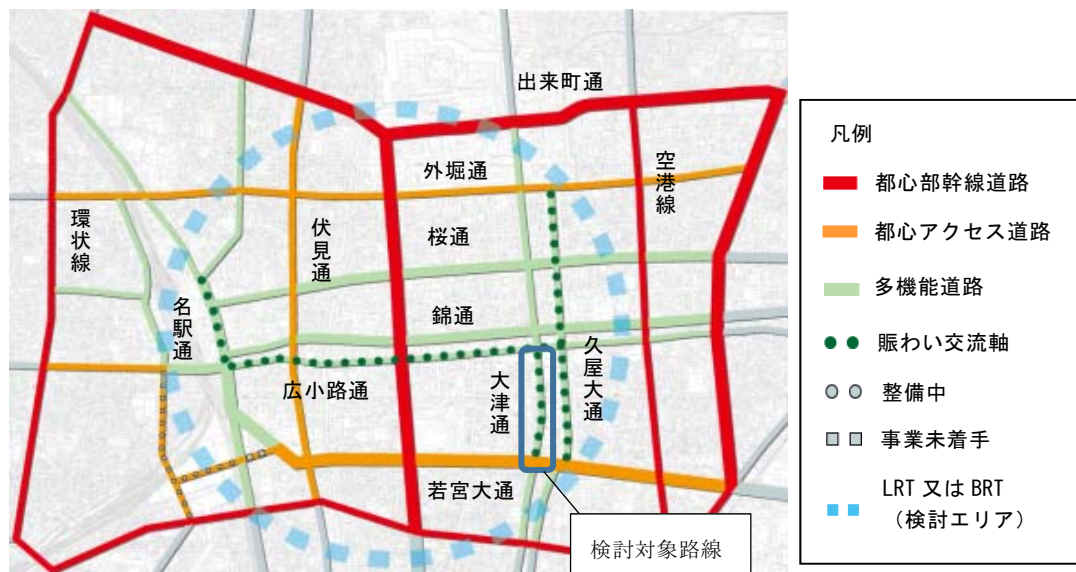 出来町通
外堀通
空港線
環状線
伏見通
桜通
名駅通
錦通
久屋大通
広小路通
大津通
若宮大通
検討対象路線
凡例
都心部幹線道路
都心アクセス道路
多機能道路
賑わい交流軸
整備中
事業未着手
LRT 又は BRT
（検討エリア）